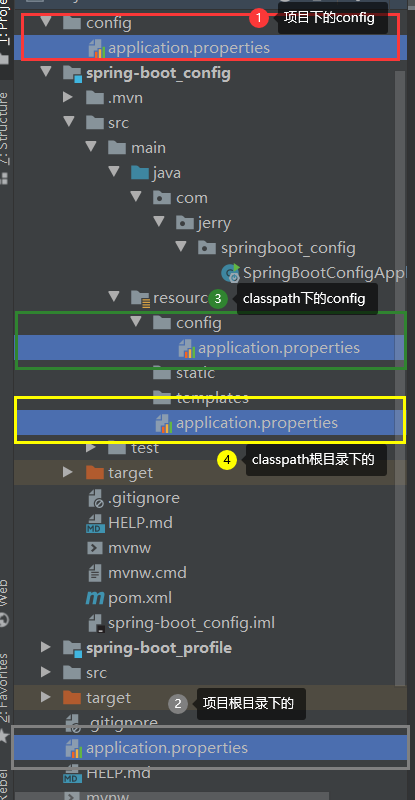 1: Project
config
1 项目下的config
application.properties
spring-boot_config
.mvn
7: Structure
src
main
java
com
jerry
springboot_config
SpringBootConfigAppl
resourc
3 classpath下的config
config
application.properties
static
templates
application.properties
test
4 classpath根目录下的
target
.gitignore
HELP.md
mvnw
mvnw.cmd
pom.xml
spring-boot_config.iml
Web
spring-boot_profile
src
2: Favorites
target
2 项目根目录下的
.gitignore
application.properties
HELP.md
mvnw